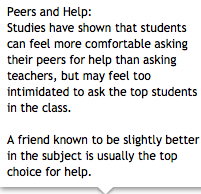 Peers and Help:
Studies have shown that students
can feel more comfortable asking
their peers for help than asking
teachers, but may feel too
intimidated to ask the top students
in the class.

A friend known to be slightly better
in the subject is usually the top
choice for help.